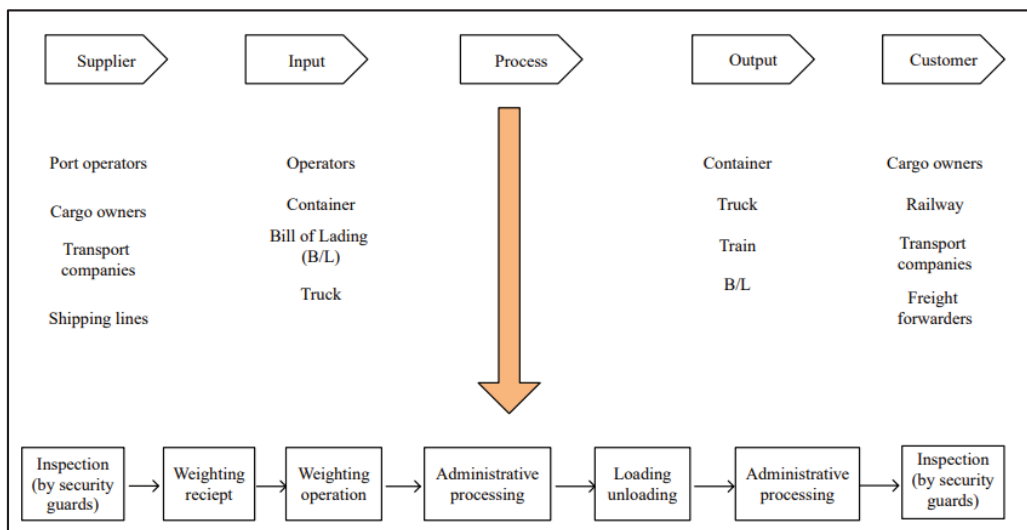 Supplier
Input
Process
Output
Customer
Port operators
Cargo owners
Transport
companies
Shipping lines
Operators
Container
Bill of Lading
(B/L)
Truck
Container
Truck
Train
B/L
Cargo owners
Railway
Transport
companies
Freight
forwarders
Inspection
(by security
guards)
Weighting
reciept
Weighting
operation
Administrative
processing
Loading
unloading
Administrative
processing
Inspection
(by security
guards)